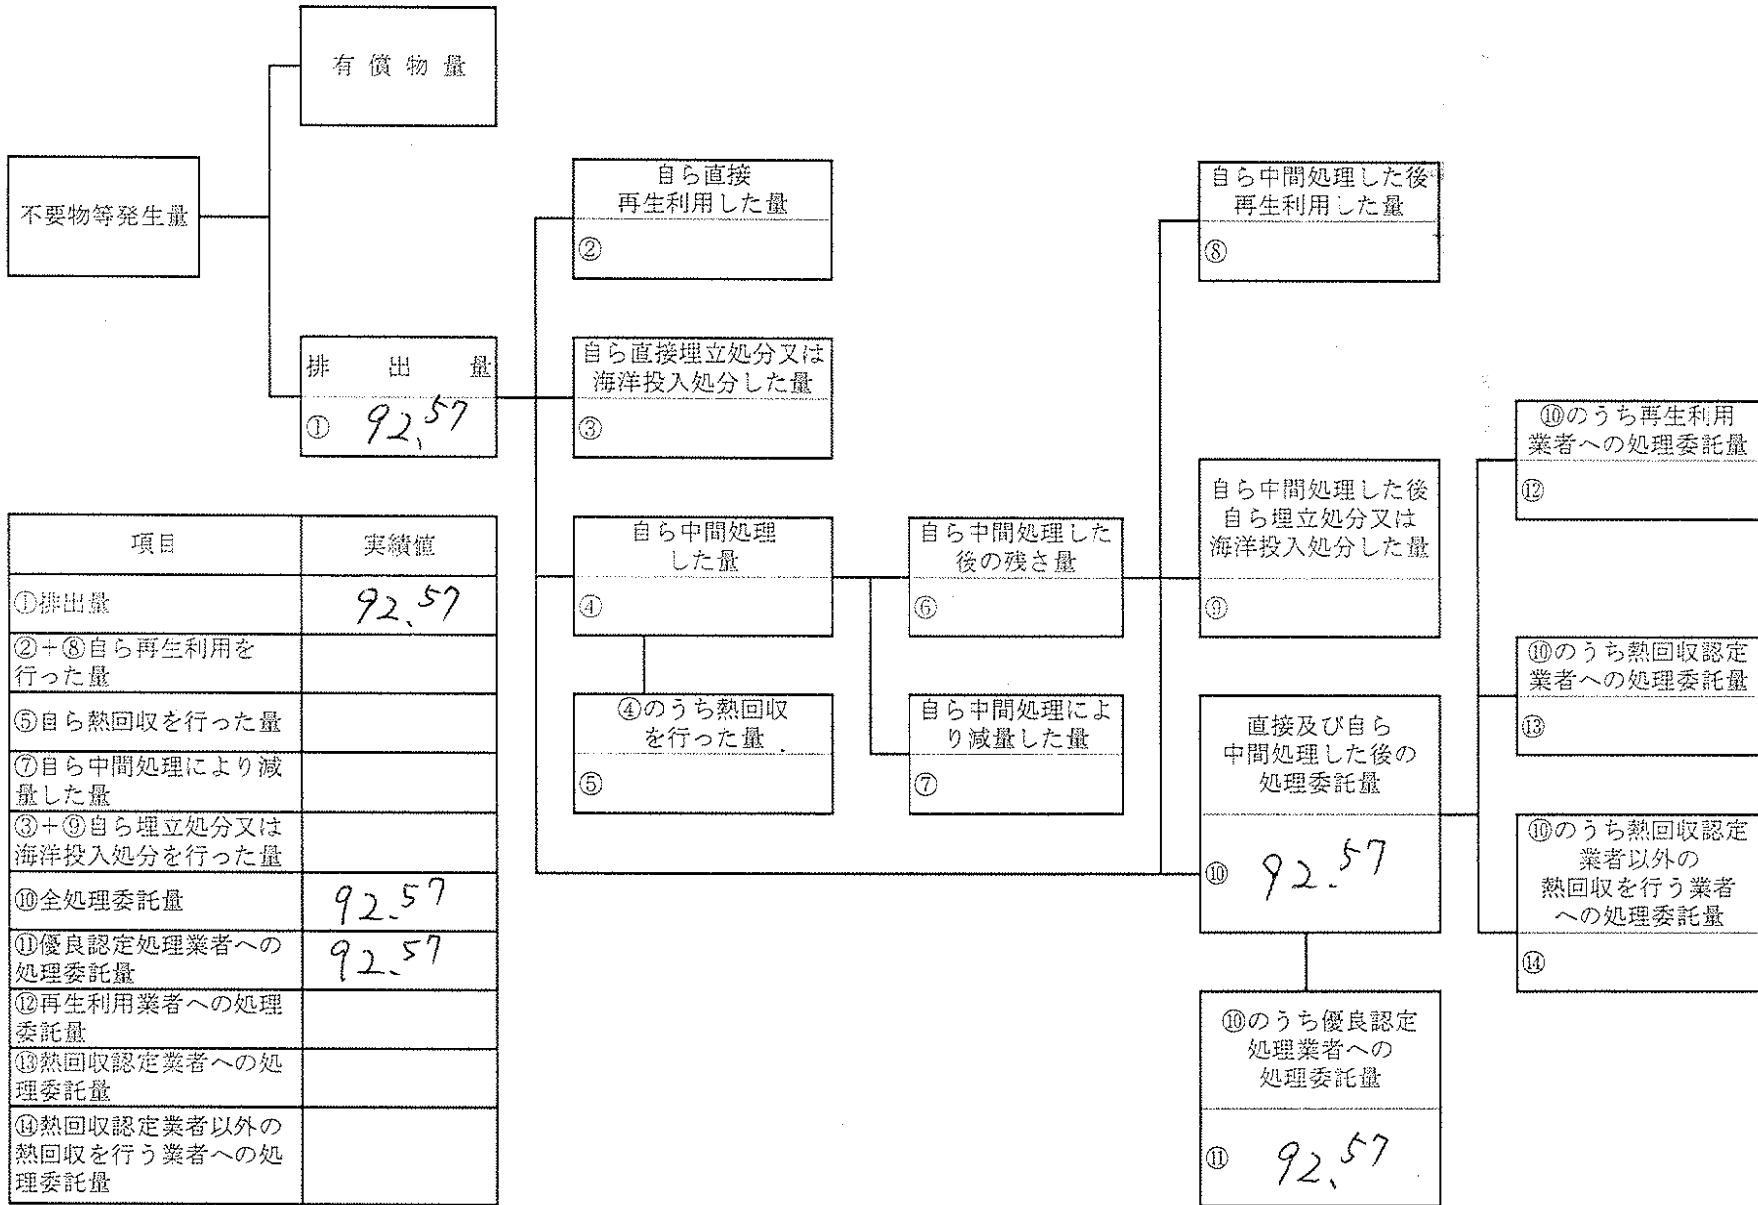 有償物量
不要物等発生量
自ら直接
再生利用した量
②
自ら中間処理した後
再生利用した量
⑧
排出量
① 92.57
自ら直接埋立処分又は
海洋投入処分した量
③
⑩のうち再生利用
業者への処理委託量
⑫
自ら中間処理
した量
④
自ら中間処理した
後の残さ量
⑥
自ら中間処理した後
自ら埋立処分又は
海洋投入処分した量
⑨
⑩のうち熱回収認定
業者への処理委託量
⑬
④のうち熱回収
を行った量
⑤
自ら中間処理によ
り減量した量
⑦
直接及び自ら
中間処理した後の
処理委託量
⑩ 92.57
⑩のうち熱回収認定
業者以外の
熱回収を行う業者
への処理委託量
⑭
⑩のうち優良認定
処理業者への
処理委託量
⑪ 92.57
項目 実績値
①排出量 92.57
②+⑧自ら再生利用を
行った量
⑤自ら熱回収を行った量
⑦自ら中間処理により減
量した量
③+⑨自ら埋立処分又は
海洋投入処分を行った量
⑩全処理委託量 92.57
⑪優良認定処理業者への
処理委託量 92.57
⑫再生利用業者への処理
委託量
⑬熱回収認定業者への処
理委託量
⑭熱回収認定業者以外の
熱回収を行う業者への処
理委託量